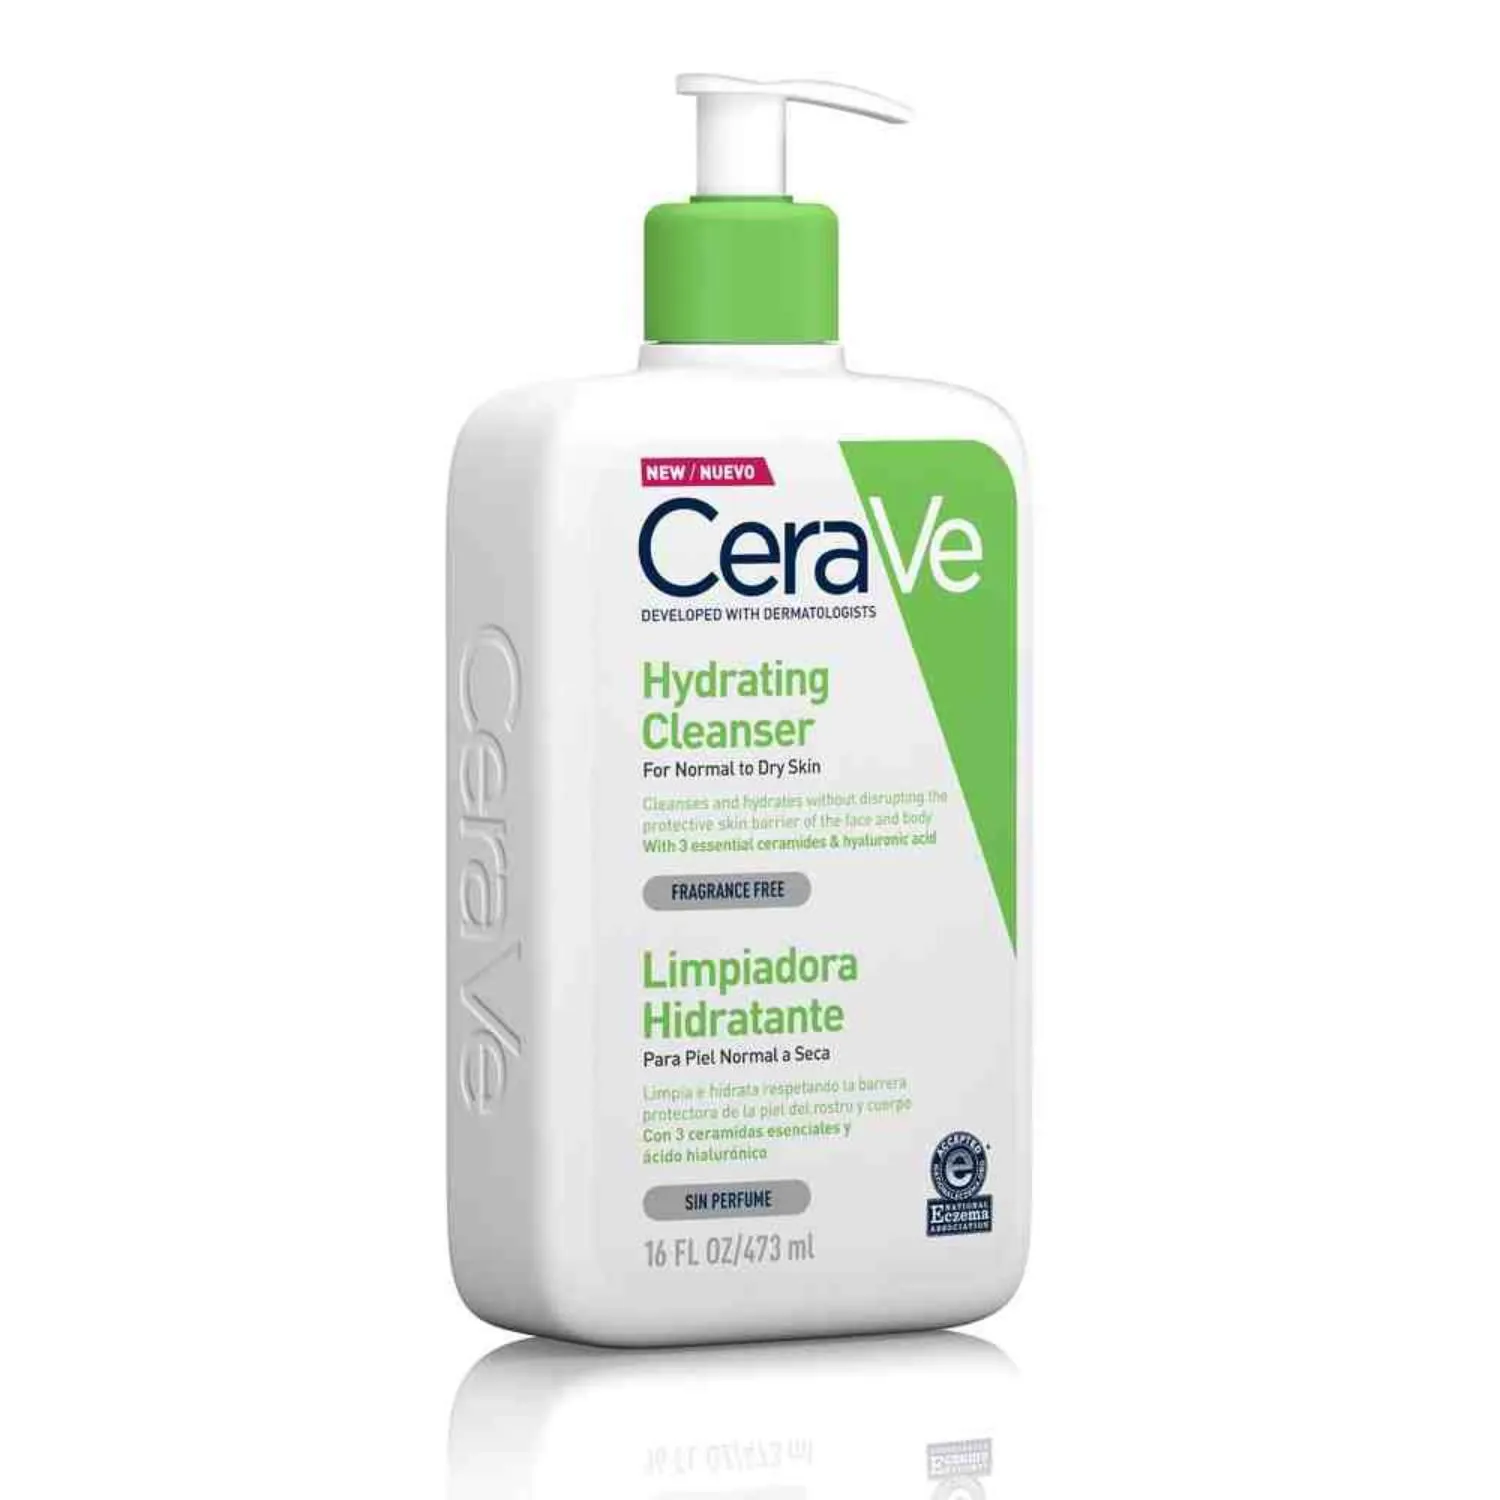 NEW / NUEVO
CeraVe
DEVELOPED WITH DERMATOLOGISTS
Hydrating
Cleanser
For Normal to Dry Skin
Cleanses and hydrates without disrupting the
protective skin barrier of the face and body
With 3 essential ceramides & hyaluronic acid
FRAGRANCE FREE
Limpiadora
Hidratante
Para Piel Normal a Seca
Limpia e hidrata respetando la barrera
protectora de la piel del rostro y cuerpo
Con 3 ceramidas esenciales y
ácido hialurónico
SIN PERFUME
16 FL OZ/473 ml
ACCEPTED
e
NATIONAL
Eczema
ASSOCIATION
CeraVe